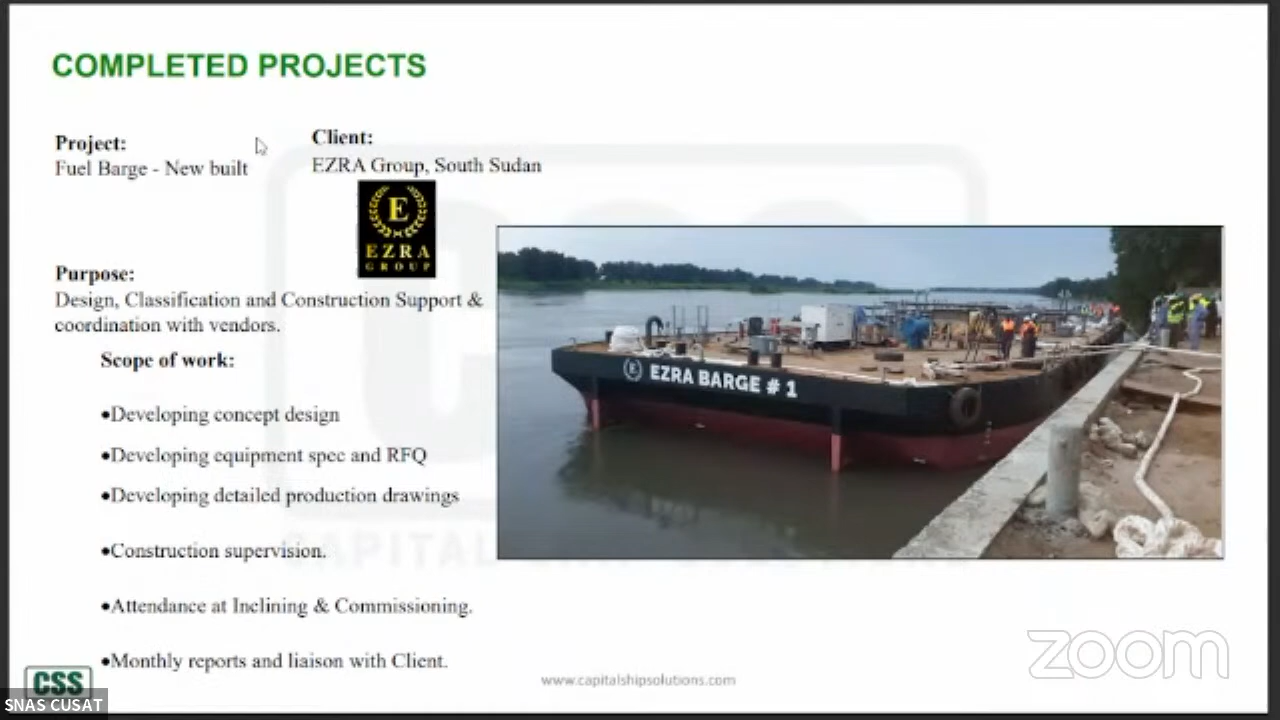 COMPLETED PROJECTS
Project:
Fuel Barge - New built
Client:
EZRA Group, South Sudan
E
EZRA
GROUP
Purpose:
Design, Classification and Construction Support &
coordination with vendors.
Scope of work:
•Developing concept design
•Developing equipment spec and RFQ
•Developing detailed production drawings
•Construction supervision.
•Attendance at Inclining & Commissioning.
•Monthly reports and liaison with Client.
E EZRA BARGE # 1
CSS
SNAS CUSAT
www.capitalshipsolutions.com
zoom